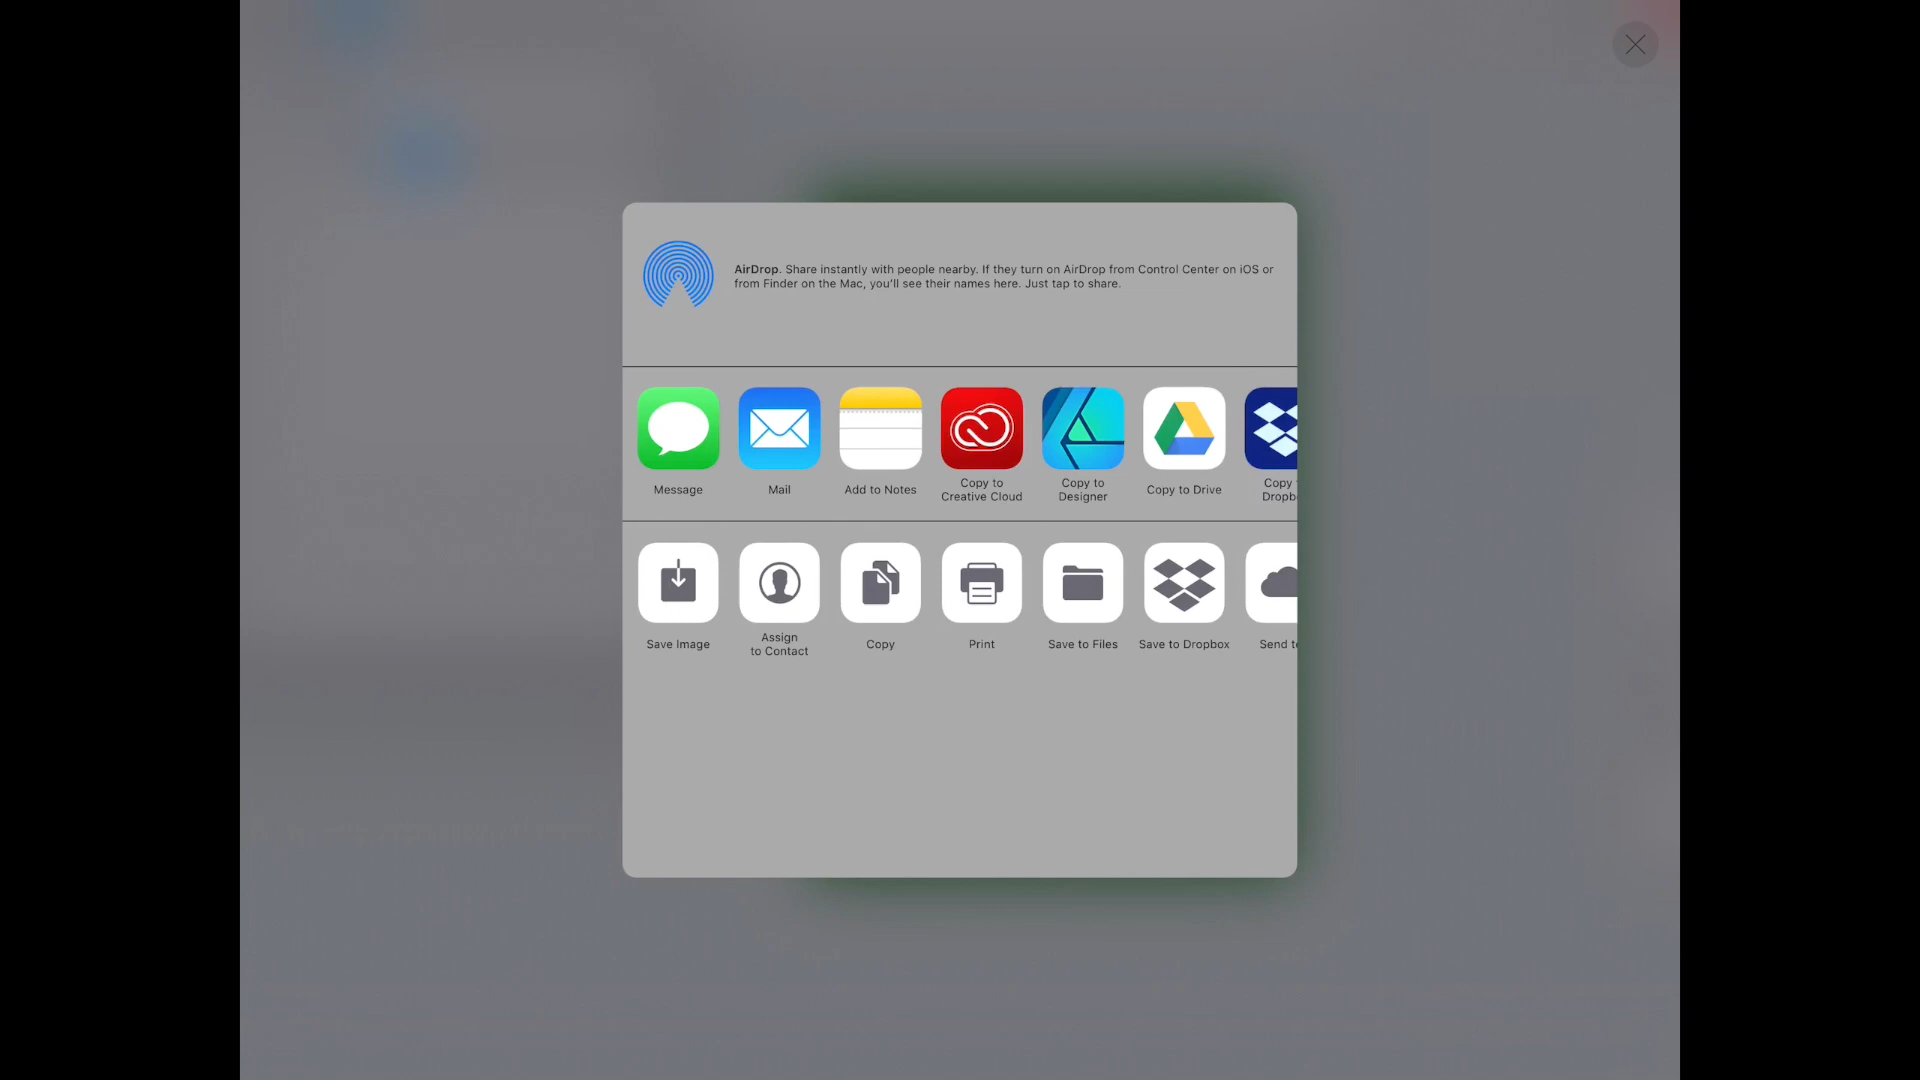 AirDrop. Share instantly with people nearby. If they turn on AirDrop from Control Center on iOS or
from Finder on the Mac, you'll see their names here. Just tap to share.
Message
Mail
Add to Notes
Copy to
Creative Cloud
Copy to
Designer
Copy to Drive
Copy
Save Image
Assign
to Contact
Copy
Print
Save to Files
Save to Dropbox
Send